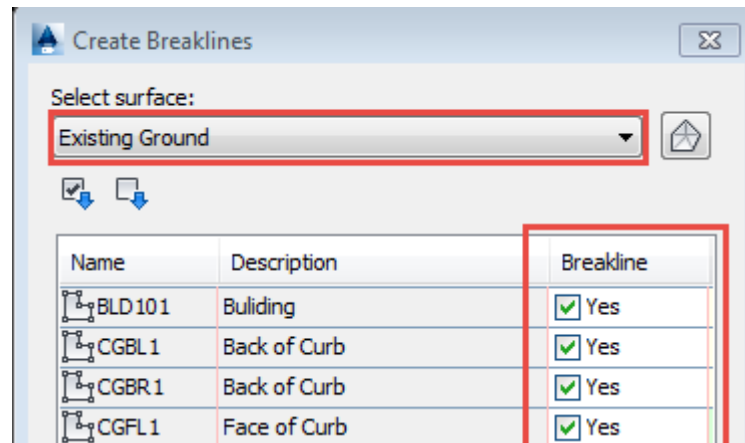 Create Breaklines
Select surface:
Existing Ground
Name Description Breakline
BLD101 Buliding Yes
CGBL1 Back of Curb Yes
CGBR1 Back of Curb Yes
CGFL1 Face of Curb Yes